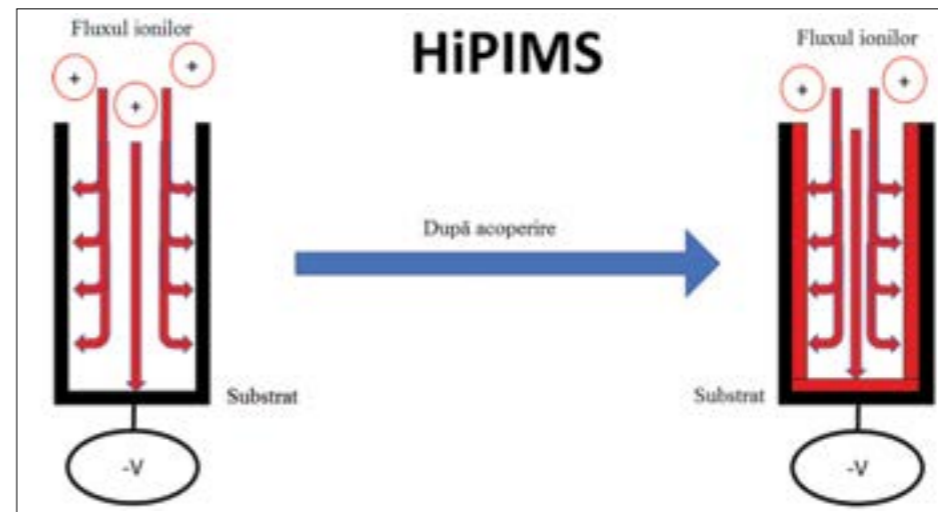 Fluxul ionilor
HiPIMS
Fluxul ionilor
+
+
+
+
+
După acoperire
Substrat
Substrat
-V
-V